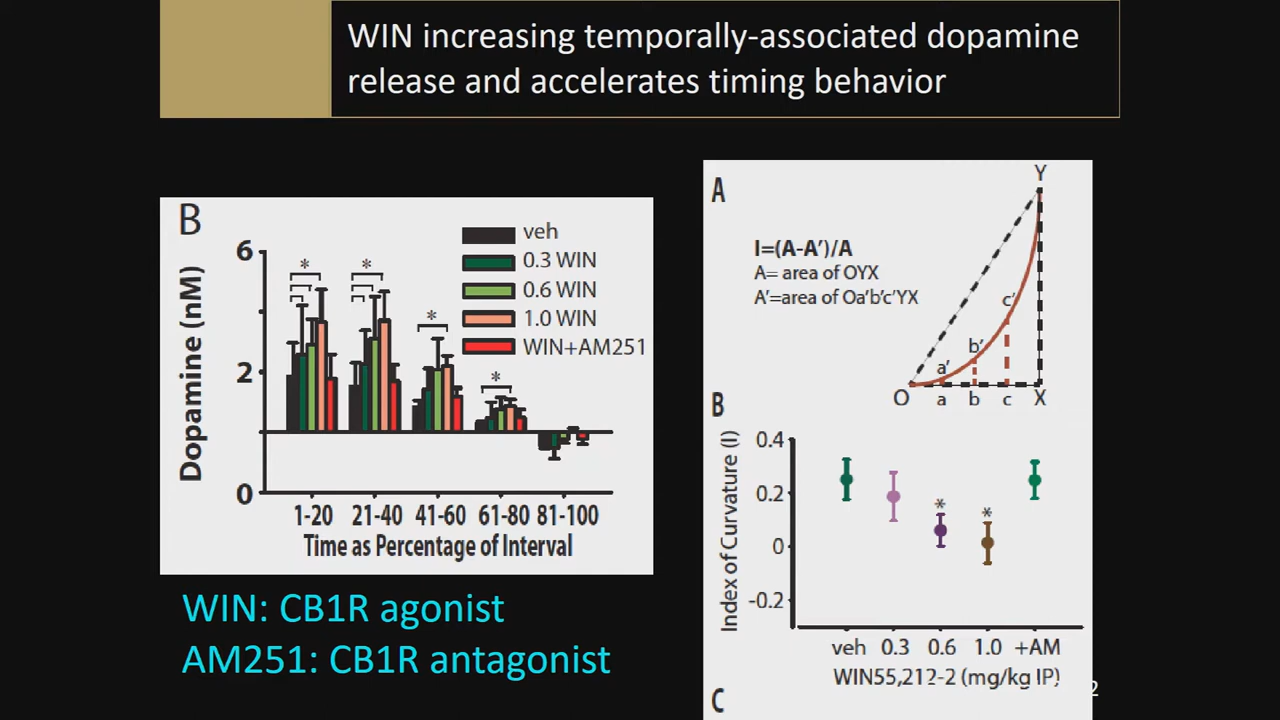 WIN increasing temporally-associated dopamine
release and accelerates timing behavior
B
veh
0.3 WIN
0.6 WIN
1.0 WIN
WIN+AM251
Dopamine (nM)
6
2
0
*
*
*
*
1-20 21-40 41-60 61-80 81-100
Time as Percentage of Interval
WIN: CB1R agonist
AM251: CB1R antagonist
A
Y
I=(A-A')/A
A= area of OYX
A'=area of Oa'b'c'YX
c'
b'
a'
O a b c X
B
Index of Curvature (I)
0.4
0.2
0
-0.2
*
*
veh 0.3 0.6 1.0 +AM
WIN55,212-2 (mg/kg IP)
2
C